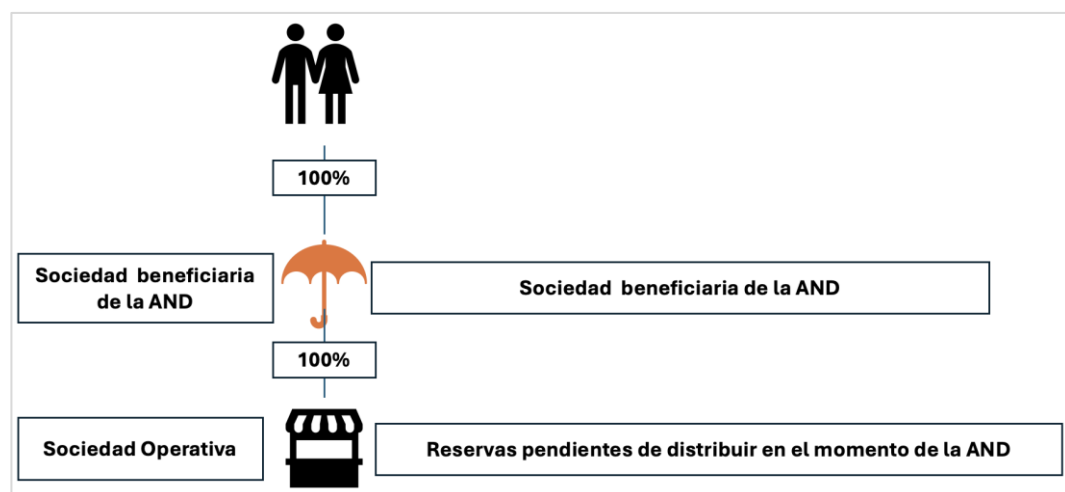 100%
Sociedad beneficiaria
de la AND
Sociedad beneficiaria de la AND
100%
Sociedad Operativa
Reservas pendientes de distribuir en el momento de la AND